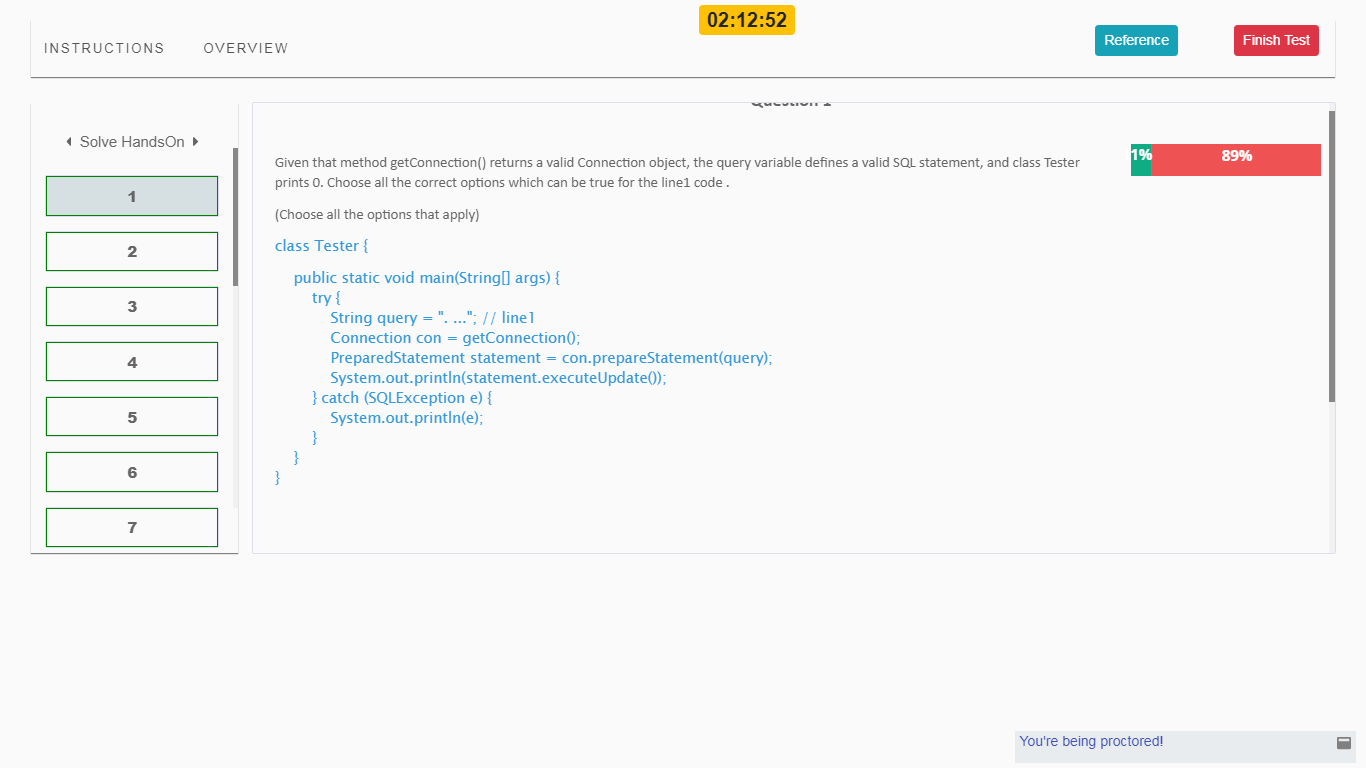 02:12:52
INSTRUCTIONS OVERVIEW Reference Finish Test
Question 1
Solve HandsOn
1
2
3
4
5
6
7
Given that method getConnection() returns a valid Connection object, the query variable defines a valid SQL statement, and class Tester
prints 0. Choose all the correct options which can be true for the line1 code .
1% 89%
(Choose all the options that apply)
class Tester {
public static void main(String[] args) {
try {
String query = ". ..."; // line1
Connection con = getConnection();
PreparedStatement statement = con.prepareStatement(query);
System.out.println(statement.executeUpdate());
} catch (SQLException e) {
System.out.println(e);
}
}
}
You're being proctored!